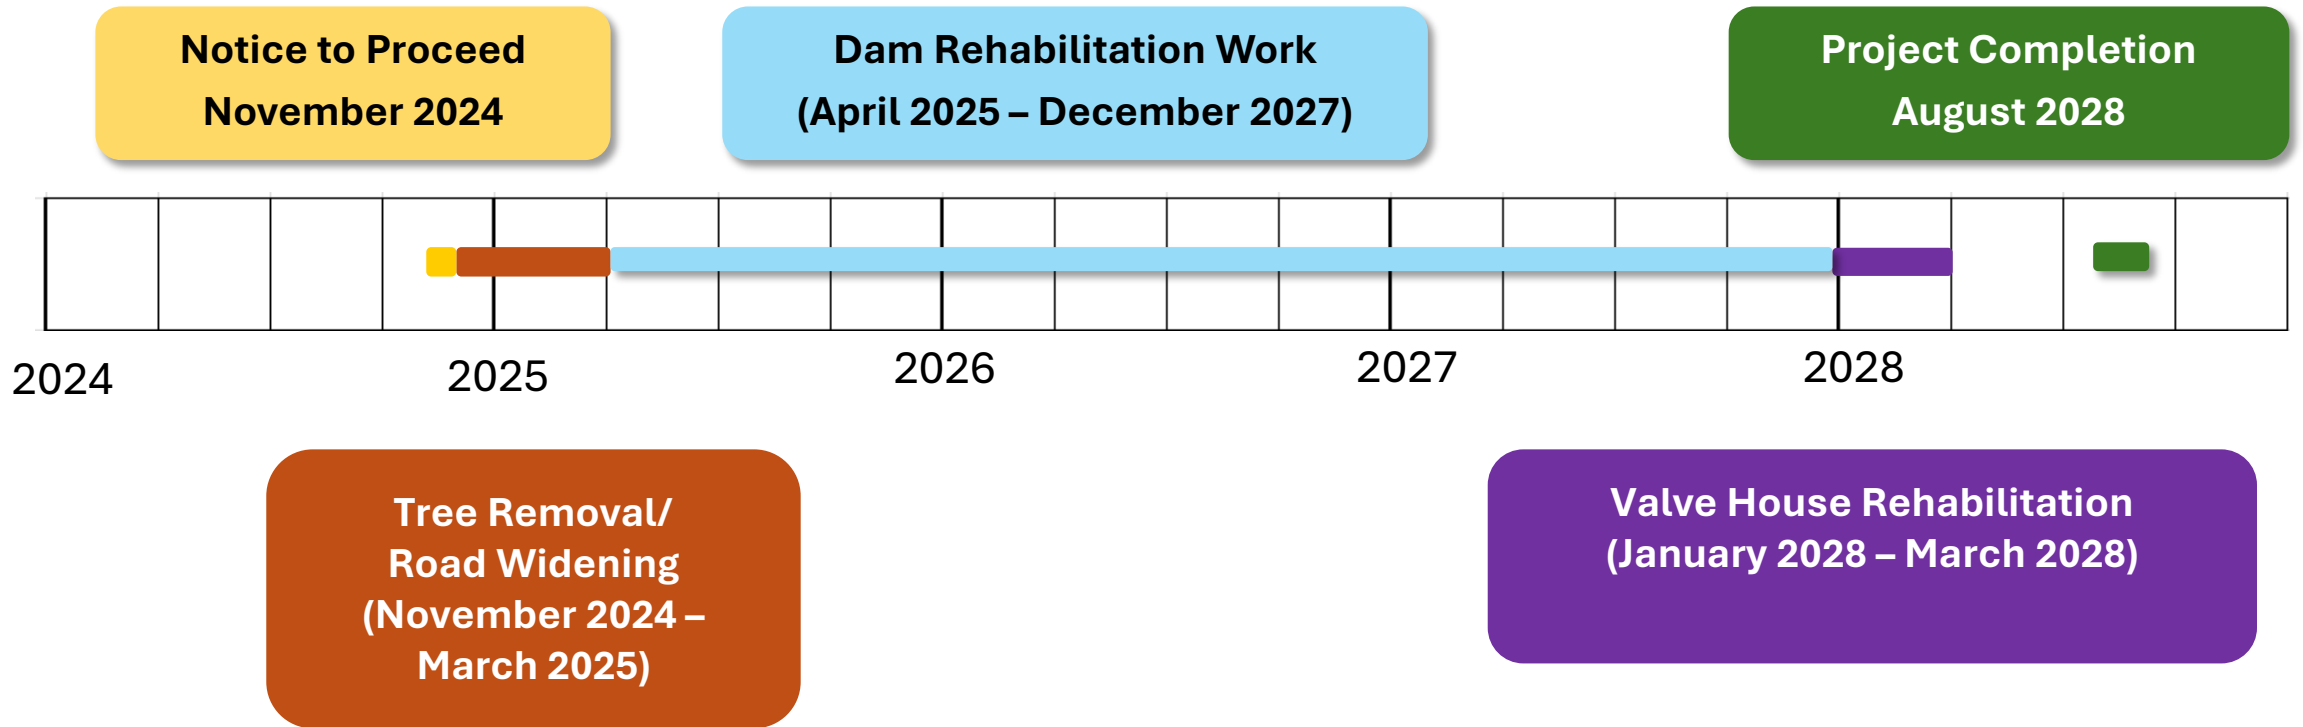 Notice to Proceed
November 2024
Dam Rehabilitation Work
(April 2025 – December 2027)
Project Completion
August 2028
2024
2025
2026
2027
2028
Tree Removal/
Road Widening
(November 2024 –
March 2025)
Valve House Rehabilitation
(January 2028 – March 2028)